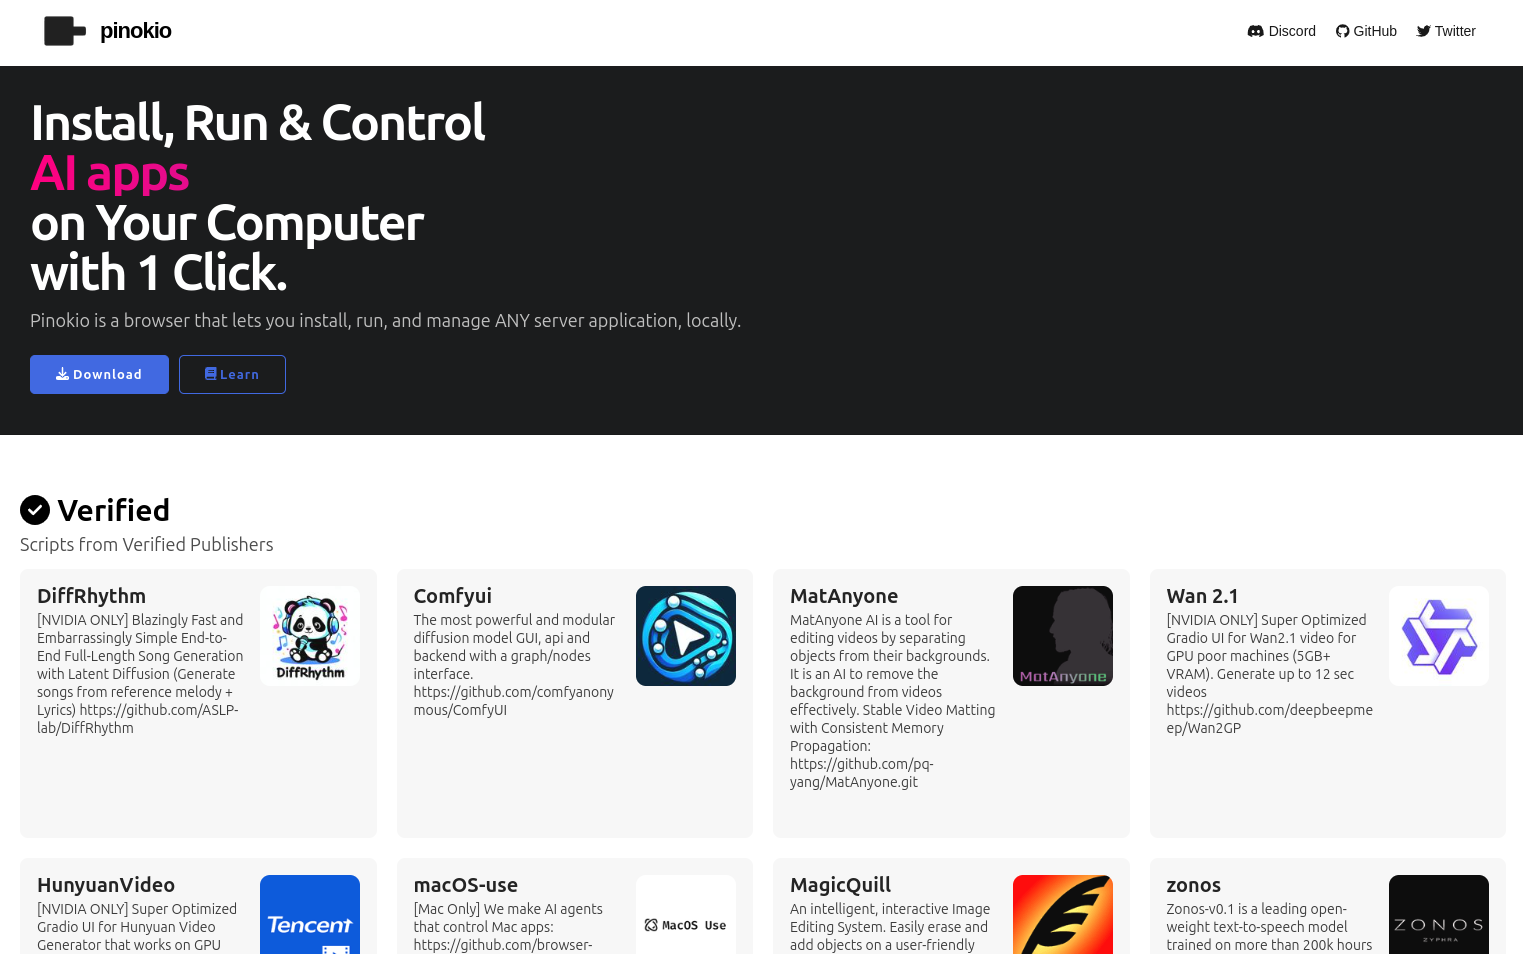 pinokio
Discord GitHub Twitter
Install, Run & Control
AI apps
on Your Computer
with 1 Click.
Pinokio is a browser that lets you install, run, and manage ANY server application, locally.
Download
Learn
Verified
Scripts from Verified Publishers
DiffRhythm
[NVIDIA ONLY] Blazingly Fast and
Embarrassingly Simple End-to-
End Full-Length Song Generation
with Latent Diffusion (Generate
songs from reference melody +
Lyrics) https://github.com/ASLP-
lab/DiffRhythm
DiffRhythm
Comfyui
The most powerful and modular
diffusion model GUI, api and
backend with a graph/nodes
interface.
https://github.com/comfyanony
mous/ComfyUI
MatAnyone
MatAnyone AI is a tool for
editing videos by separating
objects from their backgrounds.
It is an AI to remove the
background from videos
effectively. Stable Video Matting
with Consistent Memory
Propagation:
https://github.com/pq-
yang/MatAnyone.git
MatAnyone
Wan 2.1
[NVIDIA ONLY] Super Optimized
Gradio UI for Wan2.1 video for
GPU poor machines (5GB+
VRAM). Generate up to 12 sec
videos
https://github.com/deepbeepme
ep/Wan2GP
HunyuanVideo
[NVIDIA ONLY] Super Optimized
Gradio UI for Hunyuan Video
Generator that works on GPU
Tencent
macOS-use
[Mac Only] We make AI agents
that control Mac apps:
https://github.com/browser-
MacOS Use
MagicQuill
An intelligent, interactive Image
Editing System. Easily erase and
add objects on a user-friendly
zonos
Zonos-v0.1 is a leading open-
weight text-to-speech model
trained on more than 200k hours
ZONOS
ZYPHRA